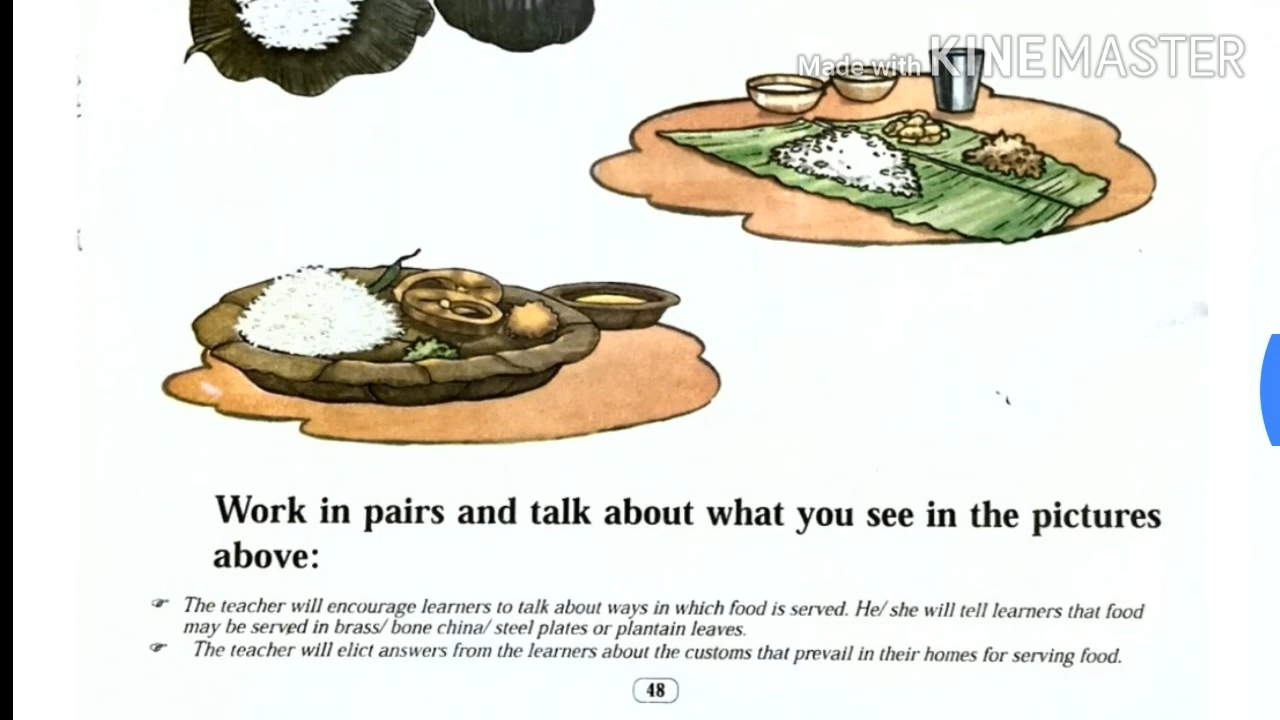 Made with KINEMASTER
Work in pairs and talk about what you see in the pictures
above:
☞ The teacher will encourage learners to talk about ways in which food is served. He/ she will tell learners that food
may be served in brass/ bone china/ steel plates or plantain leaves.
☞ The teacher will elict answers from the learners about the customs that prevail in their homes for serving food.
48